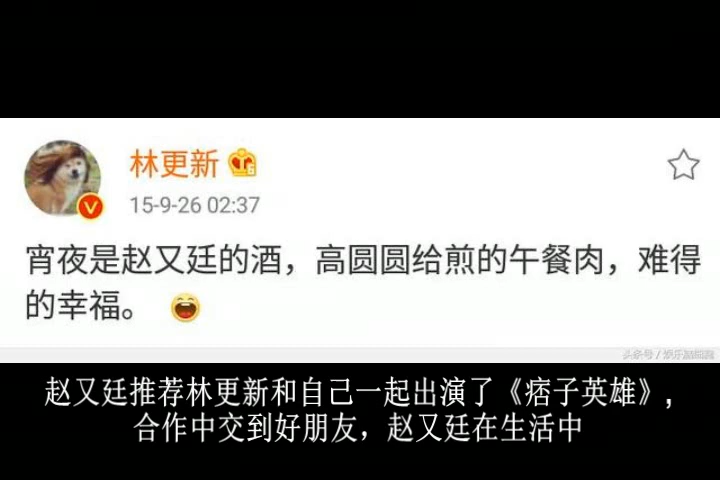 林更新
15-9-26 02:37
宵夜是赵又廷的酒，高圆圆给煎的午餐肉，难得
的幸福。
头条号 /
赵又廷推荐林更新和自己一起出演了《痞子英雄》，
合作中交到好朋友，赵又廷在生活中